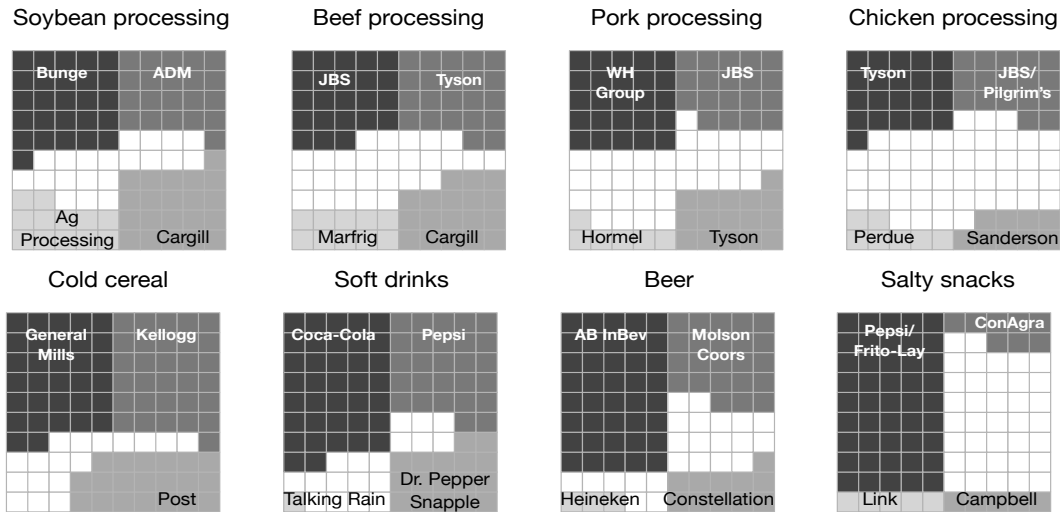 Soybean processing
Beef processing
Pork processing
Chicken processing
Bunge
ADM
Ag
Processing
Cargill
JBS
Tyson
Marfrig
Cargill
WH
Group
JBS
Hormel
Tyson
Tyson
JBS/
Pilgrim's
Perdue
Sanderson
Cold cereal
Soft drinks
Beer
Salty snacks
General
Mills
Kellogg
Post
Coca-Cola
Pepsi
Talking Rain
Dr. Pepper
Snapple
AB InBev
Molson
Coors
Heineken
Constellation
Pepsi/
Frito-Lay
ConAgra
Link
Campbell